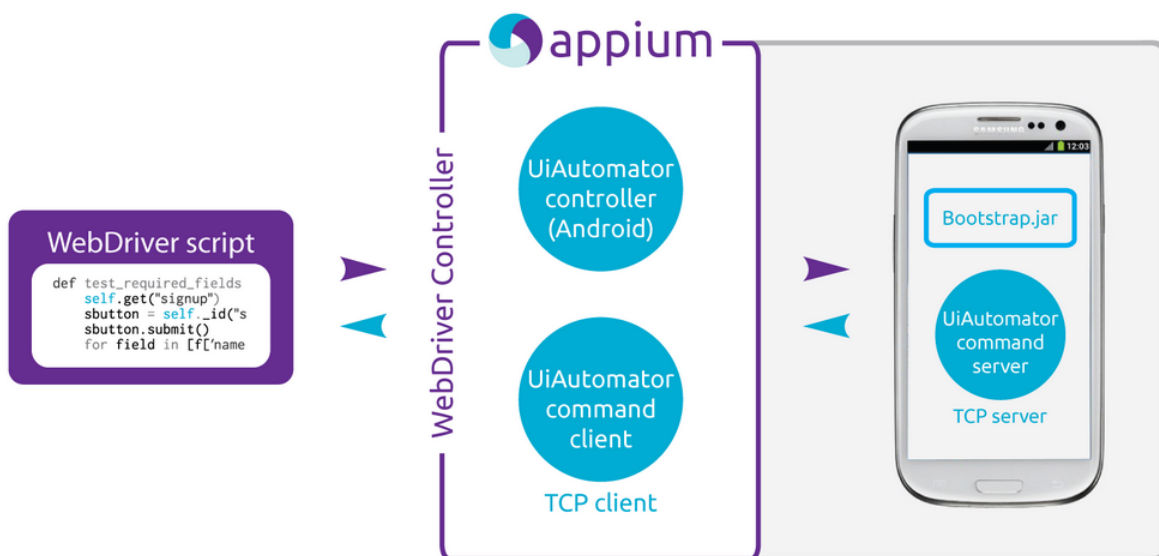 appium
WebDriver Controller
WebDriver script
def test_required_fields
self.get("signup")
sbutton = self._id("s
sbutton.submit()
for field in [f['name
UiAutomator
controller
(Android)
UiAutomator
command
client
TCP client
SAMSUNG
12:03
Bootstrap.jar
UiAutomator
command
server
TCP server